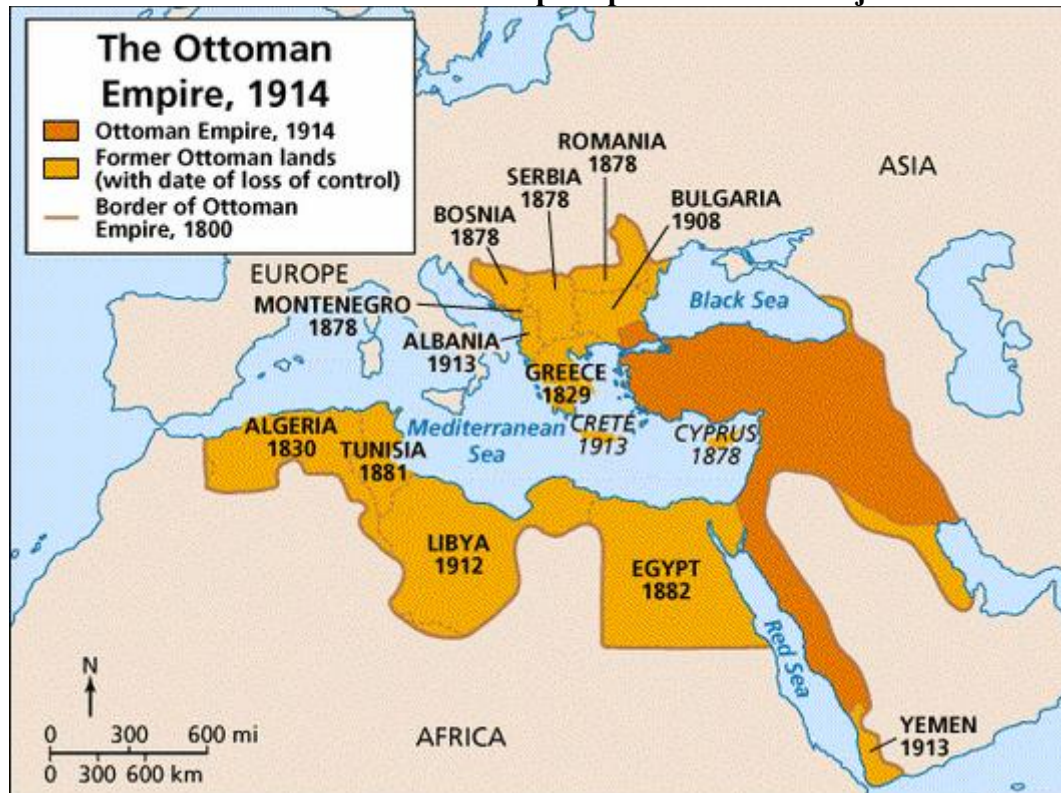 The Ottoman
Empire, 1914
Ottoman Empire, 1914
Former Ottoman lands
(with date of loss of control)
Border of Ottoman
Empire, 1800
ROMANIA
1878
ASIA
SERBIA
1878
BULGARIA
1908
BOSNIA
1878
EUROPE
Black Sea
MONTENEGRO
1878
ALBANIA
1913
GREECE
1829
ALGERIA
1830
TUNISIA
1881
Mediterranean
Sea
CRETE
1913
CYPRUS
1878
LIBYA
1912
EGYPT
1882
Red Sea
N
0 300 600 mi
0 300 600 km
AFRICA
YEMEN
1913